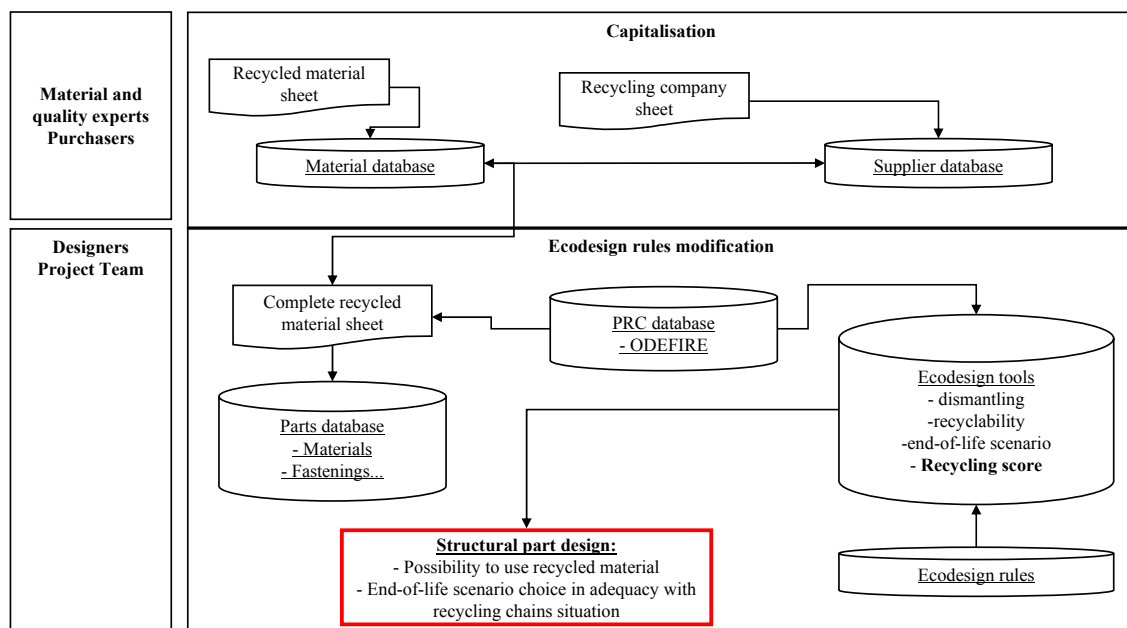 Capitalisation
Material and
quality experts
Purchasers
Recycled material
sheet
Recycling company
sheet
Material database
Supplier database
Designers
Project Team
Ecodesign rules modification
Complete recycled
material sheet
PRC database
- ODEFIRE
Ecodesign tools
- dismantling
-recyclability
-end-of-life scenario
- Recycling score
Parts database
- Materials
- Fastenings...
Structural part design:
- Possibility to use recycled material
- End-of-life scenario choice in adequacy with
recycling chains situation
Ecodesign rules